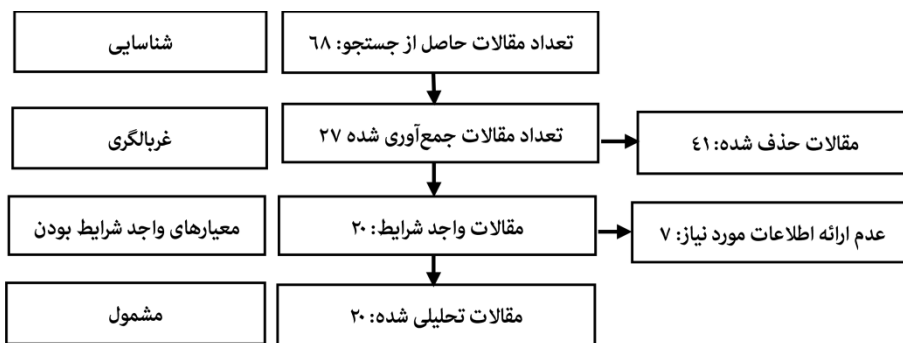 شناسایی
تعداد مقالات حاصل از جستجو: ٦٨
غربالگری
تعداد مقالات جمع‌آوری شده ٢٧
مقالات حذف شده: ٤١
معیارهای واجد شرایط بودن
مقالات واجد شرایط: ٢٠
عدم ارائه اطلاعات مورد نیاز: ٧
مشمول
مقالات تحلیلی شده: ٢٠